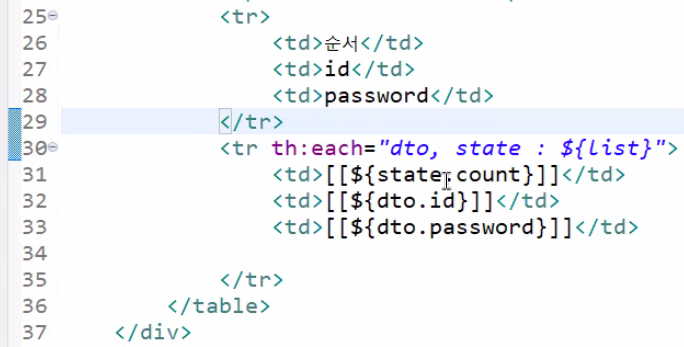 25 <tr>
26 <td>순서</td>
27 <td>id</td>
28 <td>password</td>
29 </tr>
30 <tr th:each="dto, state : ${list}">
31 <td>[[${state.count}]]</td>
32 <td>[[${dto.id}]]</td>
33 <td>[[${dto.password}]]</td>
34
35 </tr>
36 </table>
37 </div>